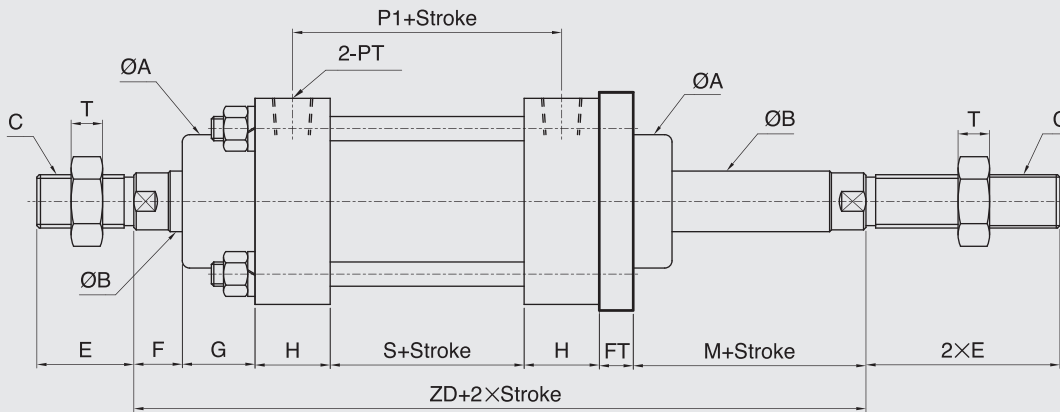 P1+Stroke
2-PT
ØA
ØA
T
C
ØB
T
ØB
E
F
G
H
S+Stroke
H
FT
M+Stroke
2×E
ZD+2×Stroke